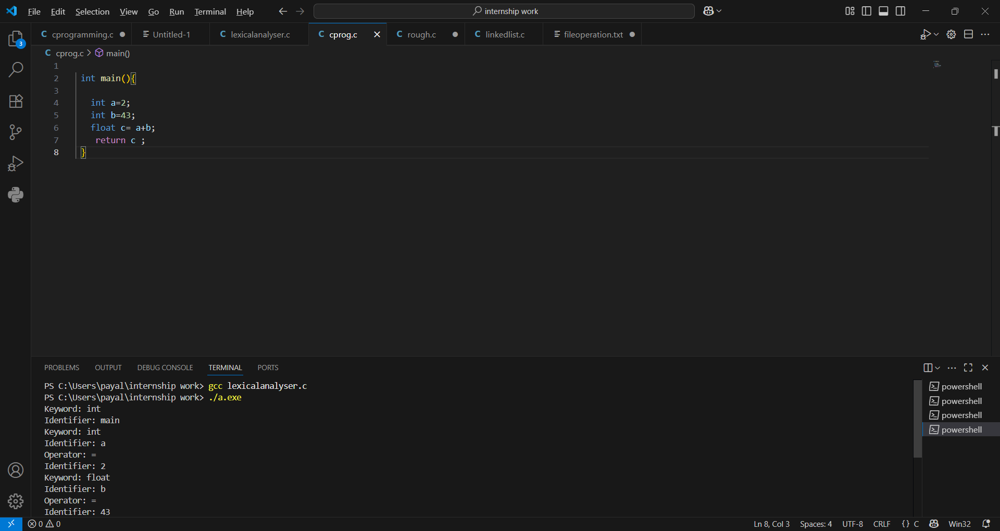 File Edit Selection View Go Run Terminal Help internship work
cprogramming.c Untitled-1 lexicalanalyser.c cprog.c rough.c linkedlist.c fileoperation.txt
3
cprog.c > main()
1
2 int main(){
3
4 int a=2;
5 int b=43;
6 float c= a+b;
7 return c ;
8 }
PROBLEMS OUTPUT DEBUG CONSOLE TERMINAL PORTS
PS C:\Users\payal\internship work> gcc lexicalanalyser.c
PS C:\Users\payal\internship work> ./a.exe
Keyword: int
Identifier: main
Keyword: int
Identifier: a
Operator: =
Identifier: 2
Keyword: float
Identifier: b
Operator: =
Identifier: 43
powershell
powershell
powershell
powershell
0 0 Ln 8, Col 3 Spaces: 4 UTF-8 CRLF {} C Win32